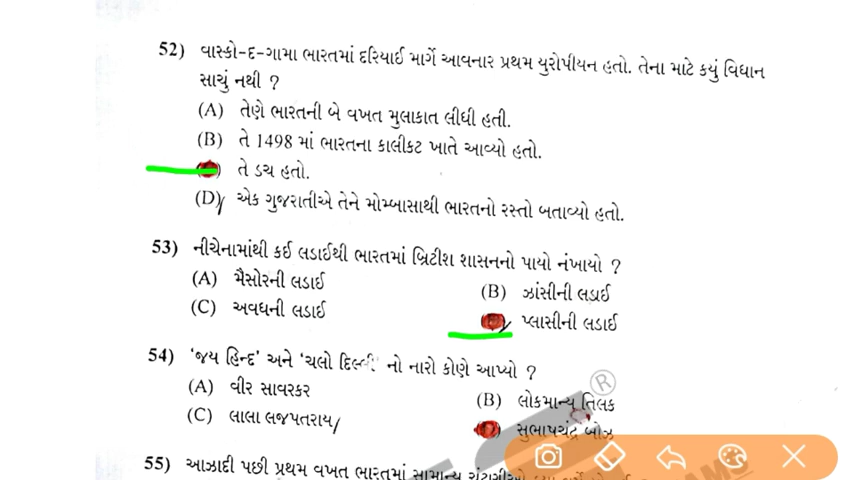 52) વાસ્કો-દ-ગામા ભારતમાં દરિયાઈ માર્ગે આવનાર પ્રથમ યુરોપીયન હતો. તેના માટે કયું વિધાન
સાચું નથી ?
(A) તેણે ભારતની બે વખત મુલાકાત લીધી હતી.
(B) તે 1498 માં ભારતના કાલીકટ ખાતે આવ્યો હતો.
તે ડચ હતો.
(D) એક ગુજરાતીએ તેને મોમ્બાસાથી ભારતનો રસ્તો બતાવ્યો હતો.
53) નીચેનામાંથી કઈ લડાઈથી ભારતમાં બ્રિટીશ શાસનનો પાયો નંખાયો ?
(A) મૈસોરની લડાઈ (B) ઝાંસીની લડાઈ
(C) અવધની લડાઈ પ્લાસીની લડાઈ
54) 'જય હિન્દ' અને 'ચલો દિલ્લી' નો નારો કોણે આપ્યો ?
(A) વીર સાવરકર (B) લોકમાન્ય તિલક
(C) લાલા લજપતરાય સુભાષચંદ્ર બોઝ
55) આઝાદી પછી પ્રથમ વખત ભારતમાં સામાન્ય
®